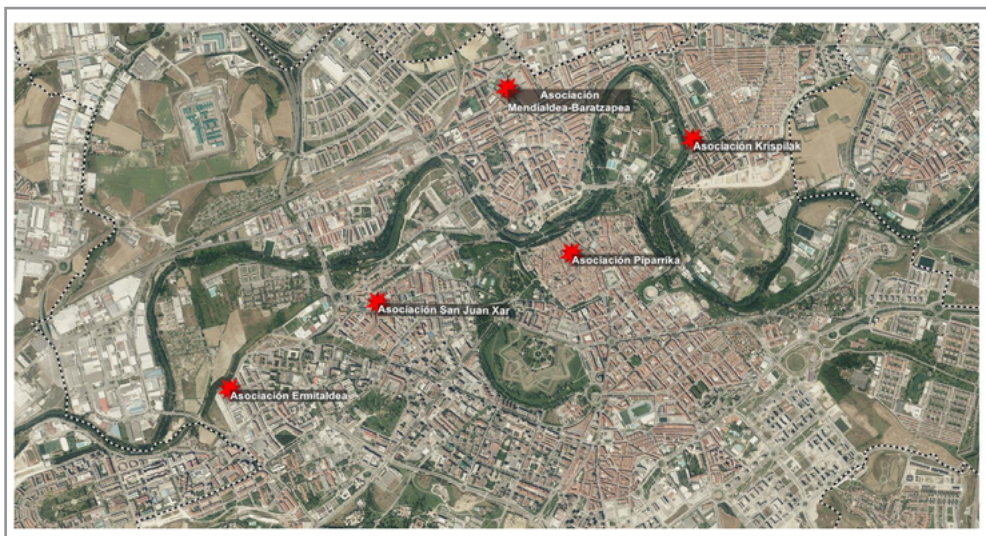 Asociación
Mendialdea-Baratzapea
Asociación Krispilak
Asociación Piparrika
Asociación San Juan Xar
Asociación Ermitaldea